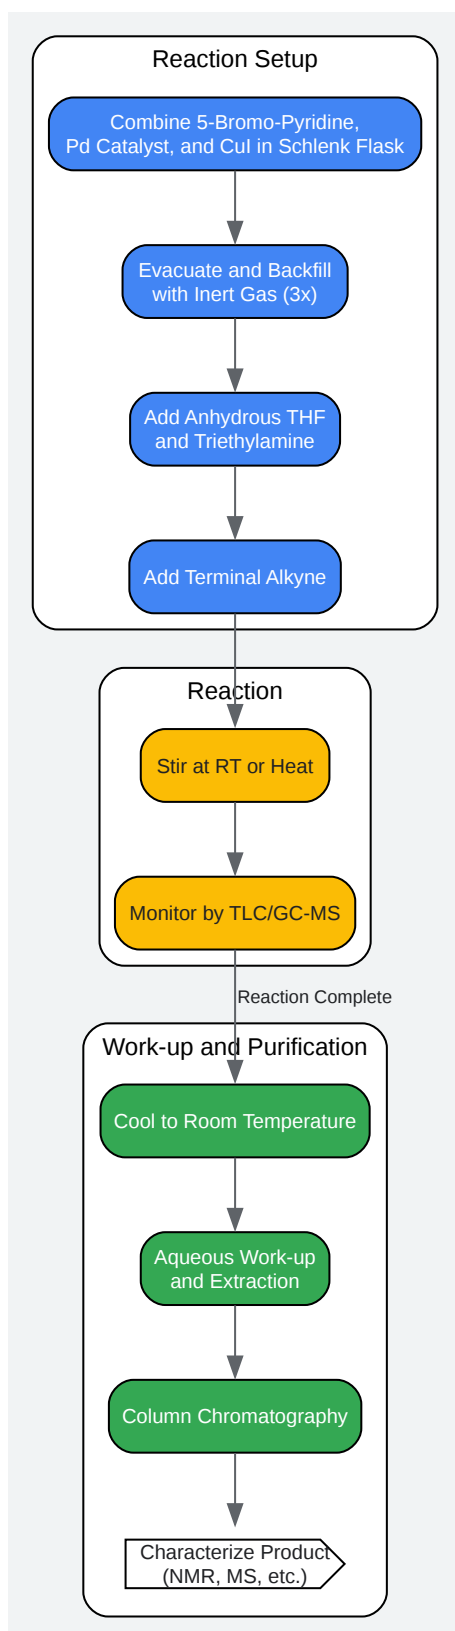 Reaction Setup
Combine 5-Bromo-Pyridine,
Pd Catalyst, and CuI in Schlenk Flask
Evacuate and Backfill
with Inert Gas (3x)
Add Anhydrous THF
and Triethylamine
Add Terminal Alkyne
Reaction
Stir at RT or Heat
Monitor by TLC/GC-MS
Reaction Complete
Work-up and Purification
Cool to Room Temperature
Aqueous Work-up
and Extraction
Column Chromatography
Characterize Product
(NMR, MS, etc.)